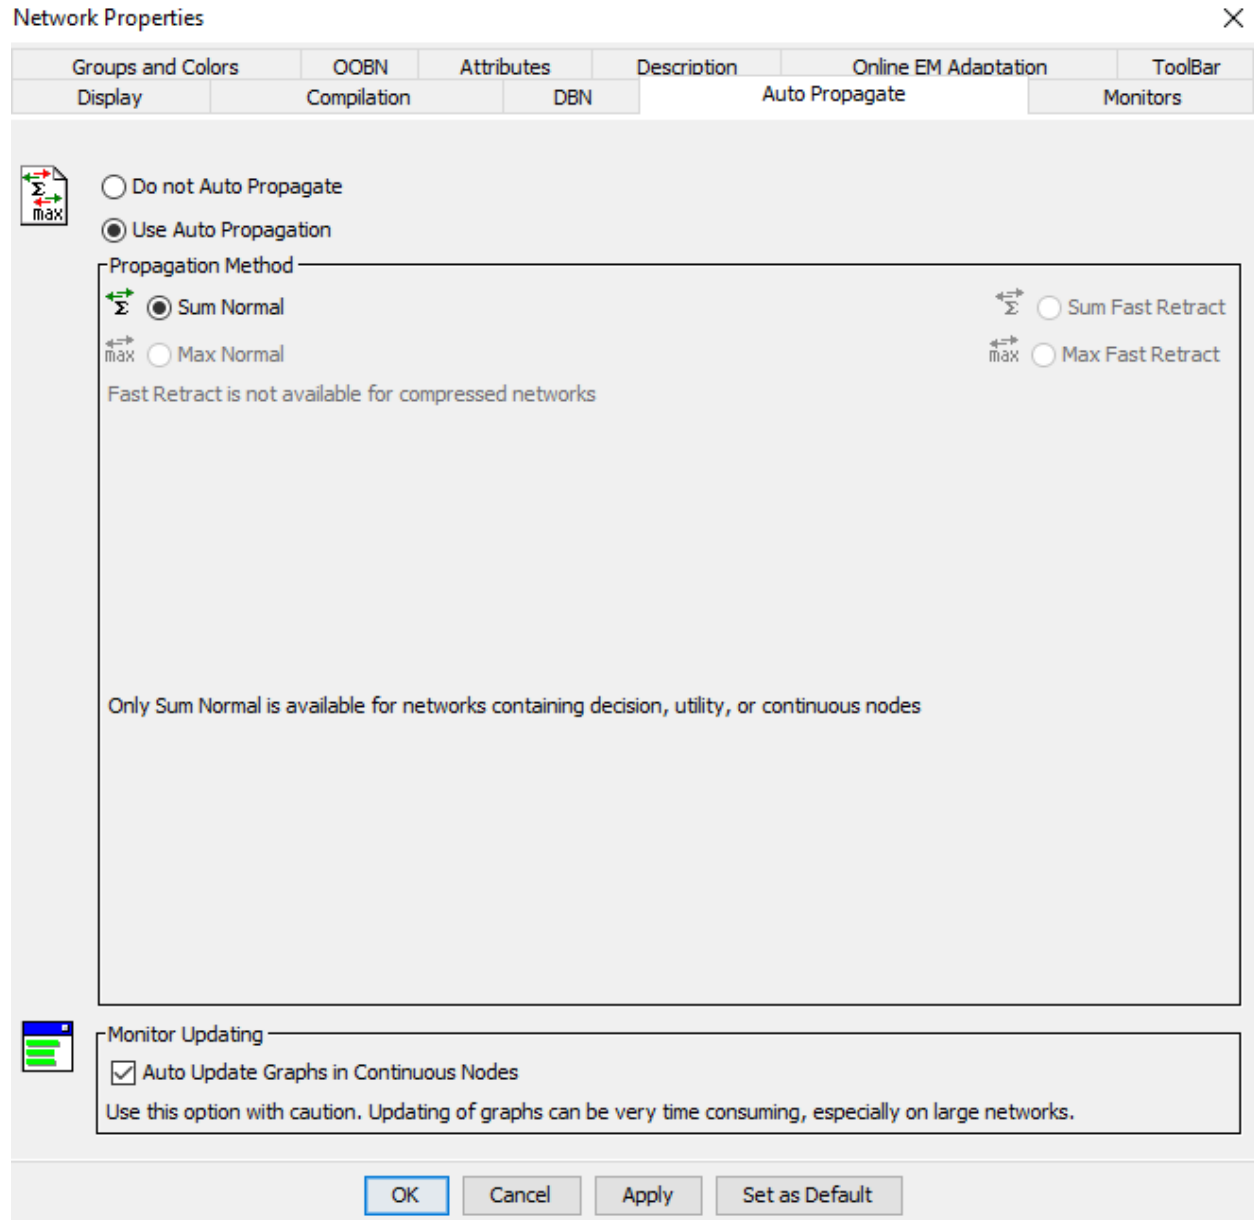 Network Properties
Groups and Colors OOBN Attributes Description Online EM Adaptation ToolBar
Display Compilation DBN Auto Propagate Monitors
Σ
max
Do not Auto Propagate
Use Auto Propagation
Propagation Method
Σ Sum Normal Σ Sum Fast Retract
max Max Normal max Max Fast Retract
Fast Retract is not available for compressed networks
Only Sum Normal is available for networks containing decision, utility, or continuous nodes
Monitor Updating
Auto Update Graphs in Continuous Nodes
Use this option with caution. Updating of graphs can be very time consuming, especially on large networks.
OK Cancel Apply Set as Default